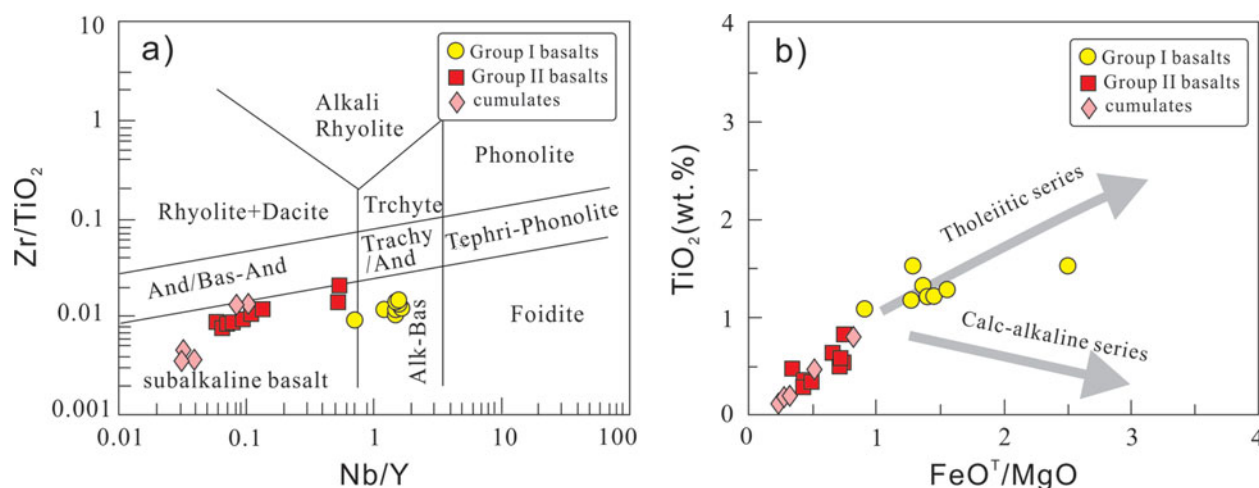 a)
10
1
0.1
0.01
0.001
Zr/TiO₂
Group I basalts
Group II basalts
cumulates
Alkali
Rhyolite
Phonolite
Rhyolite+Dacite
Trchyte
Tephri-Phonolite
Trachy
/And
And/Bas-And
Foidite
Alk-Bas
subalkaline basalt
0.01 0.1 1 10 100
Nb/Y
b)
5
4
3
2
1
0
TiO₂(wt.%)
Group I basalts
Group II basalts
cumulates
Tholeiitic series
Calc-alkaline series
0 1 2 3 4
FeOᵀ/MgO